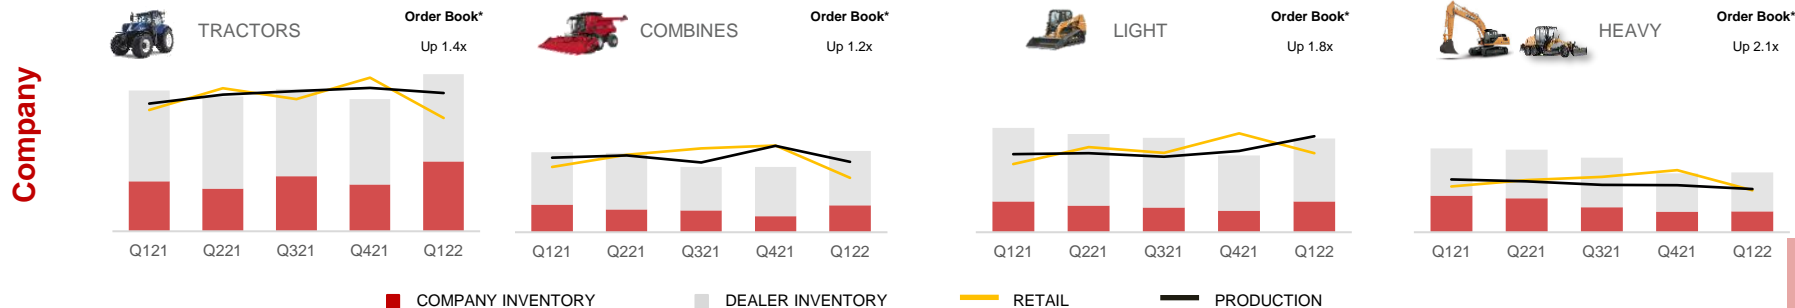 Company
TRACTORS
Order Book*
Up 1.4x
Q121 Q221 Q321 Q421 Q122
COMBINES
Order Book*
Up 1.2x
Q121 Q221 Q321 Q421 Q122
LIGHT
Order Book*
Up 1.8x
Q121 Q221 Q321 Q421 Q122
HEAVY
Order Book*
Up 2.1x
Q121 Q221 Q321 Q421 Q122
COMPANY INVENTORY DEALER INVENTORY RETAIL PRODUCTION